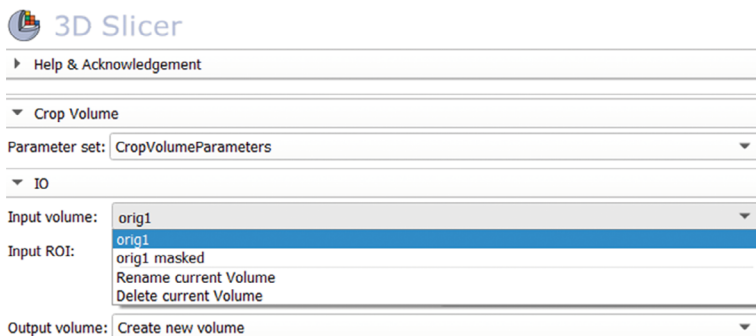 3D Slicer
Help & Acknowledgement
Crop Volume
Parameter set: CropVolumeParameters
IO
Input volume: orig1
orig1
Input ROI:
orig1 masked
Rename current Volume
Delete current Volume
Output volume: Create new volume